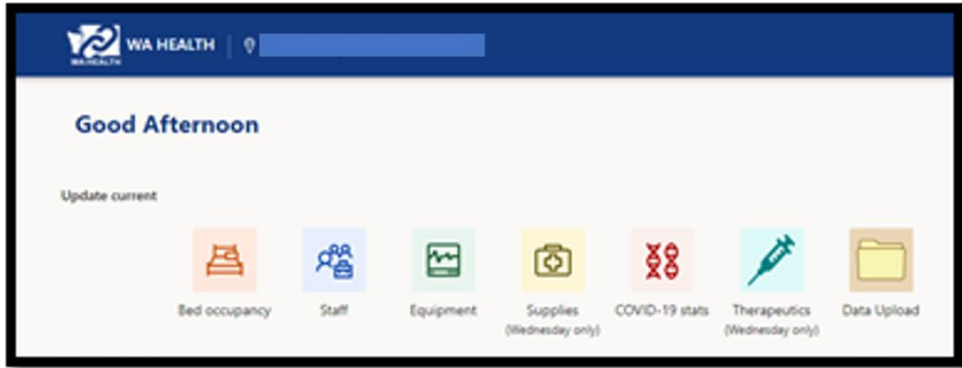 WA HEALTH
WA HEALTH
Good Afternoon
Update current
Bed occupancy
Staff
Equipment
Supplies
(Wednesday only)
COVID-19 stats
Therapeutics
(Wednesday only)
Data Upload